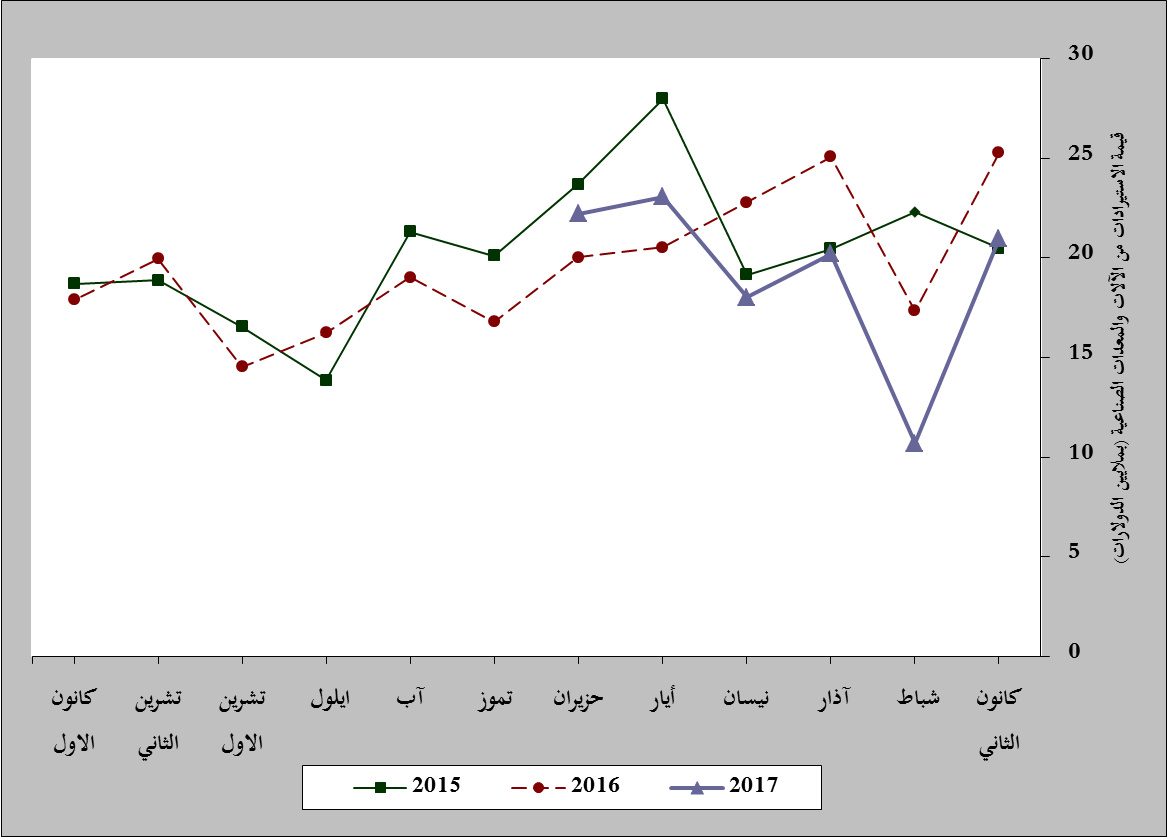 30
25
20
15
10
5
0
قيمة الاستيرادات من الآلات والمعدات الصناعية (بملايين الدولارات)
كانون الثاني
شباط
آذار
نيسان
أيار
حزيران
تموز
آب
ايلول
تشرين الاول
تشرين الثاني
كانون الاول
2015
2016
2017